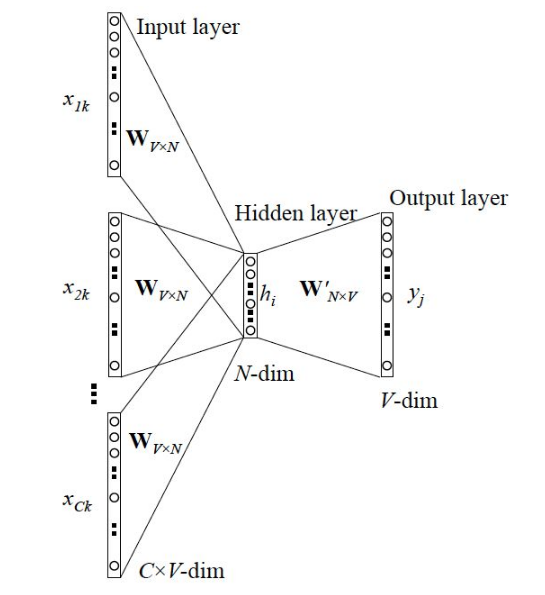 Input layer
x1k
WV×N
Hidden layer
Output layer
x2k
WV×N
hi
W'N×V
yj
N-dim
V-dim
WV×N
xCk
C×V-dim